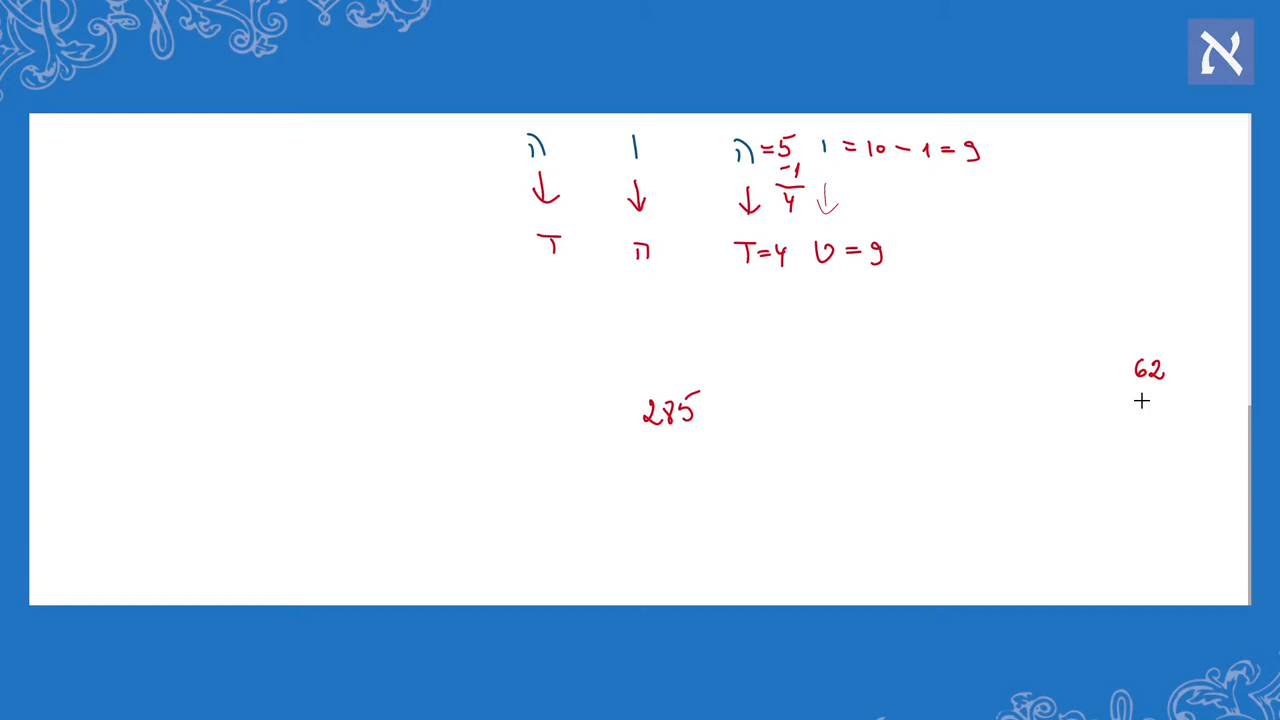 א
ה ו ה =5 י = 10 – 1 = 9
-1
↓ ↓ ↓ 4 ↓
ד ה ד=4 ט = 9
62
285